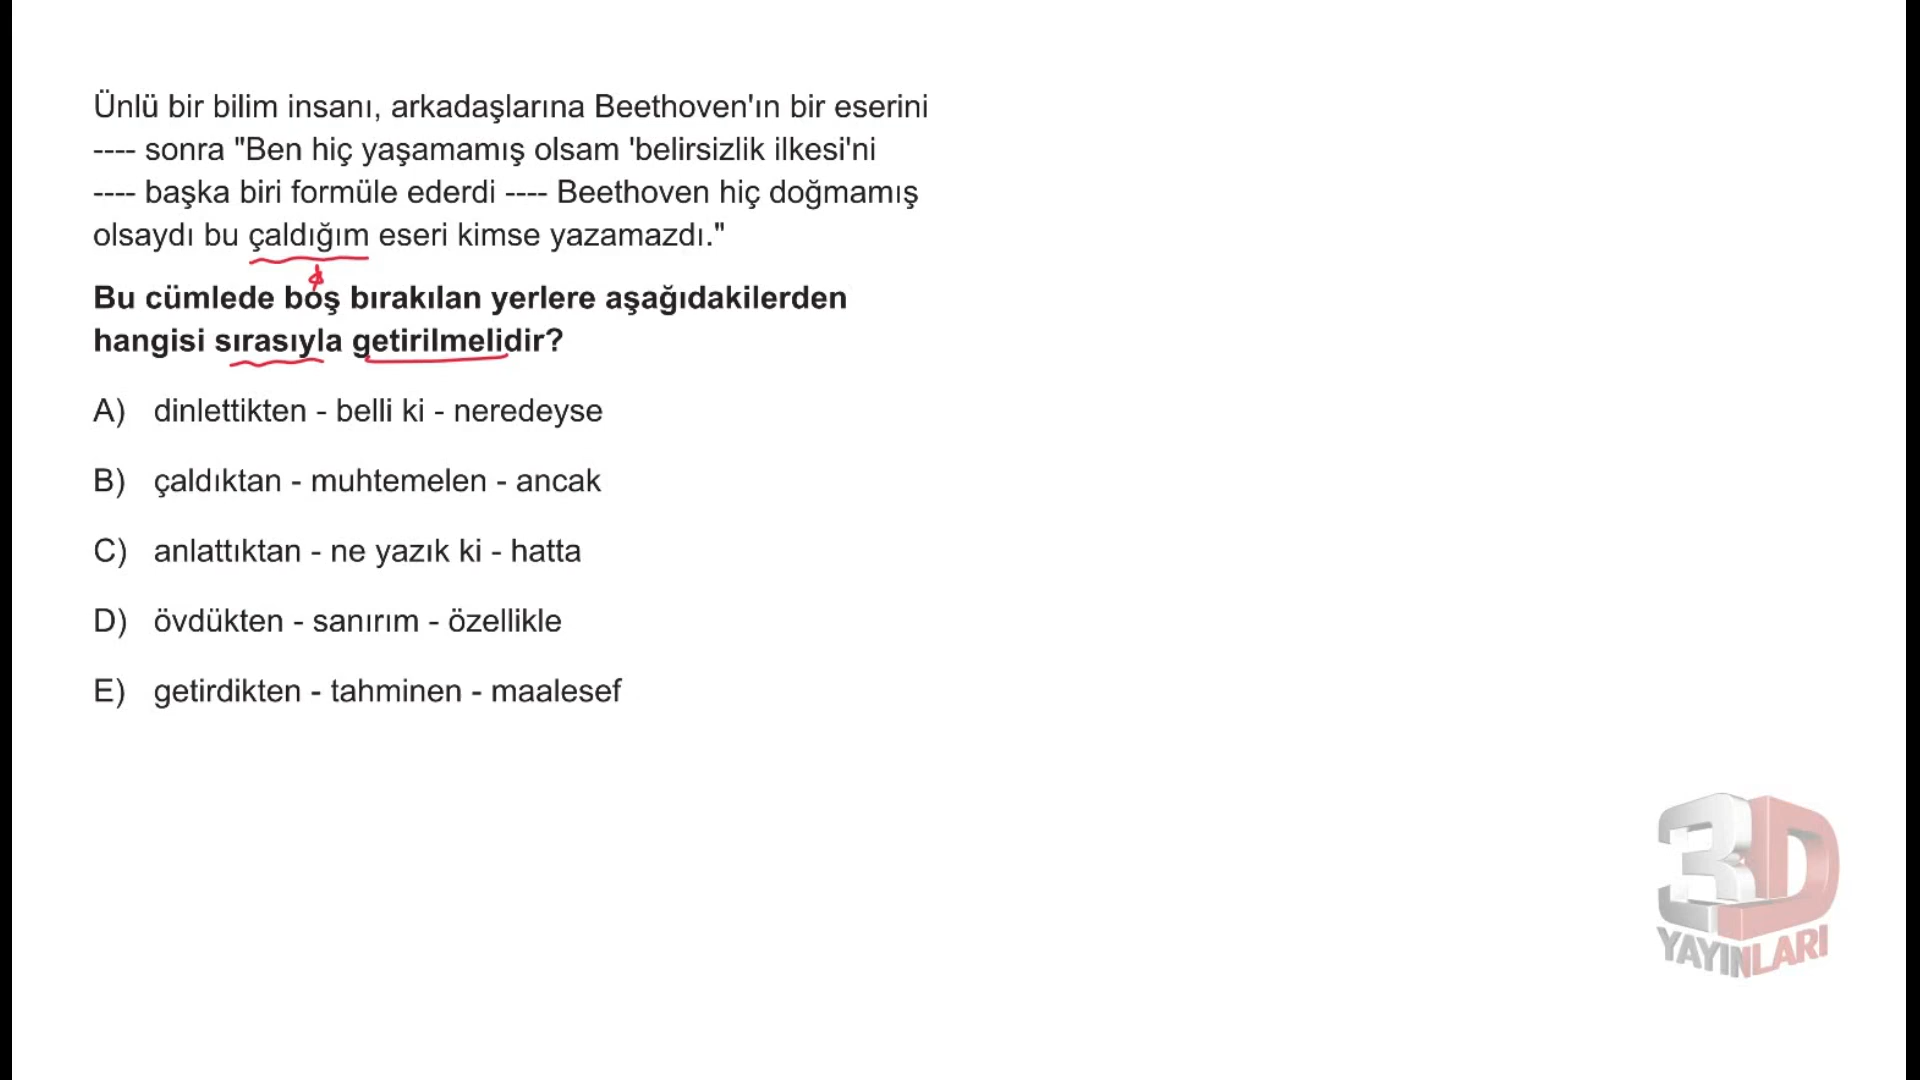 Ünlü bir bilim insanı, arkadaşlarına Beethoven'ın bir eserini
---- sonra "Ben hiç yaşamamış olsam 'belirsizlik ilkesi'ni
---- başka biri formüle ederdi ---- Beethoven hiç doğmamış
olsaydı bu çaldığım eseri kimse yazamazdı."
Bu cümlede boş bırakılan yerlere aşağıdakilerden
hangisi sırasıyla getirilmelidir?
A) dinlettikten - belli ki - neredeyse
B) çaldıktan - muhtemelen - ancak
C) anlattıktan - ne yazık ki - hatta
D) övdükten - sanırım - özellikle
E) getirdikten - tahminen - maalesef
3D
YAYINLARI